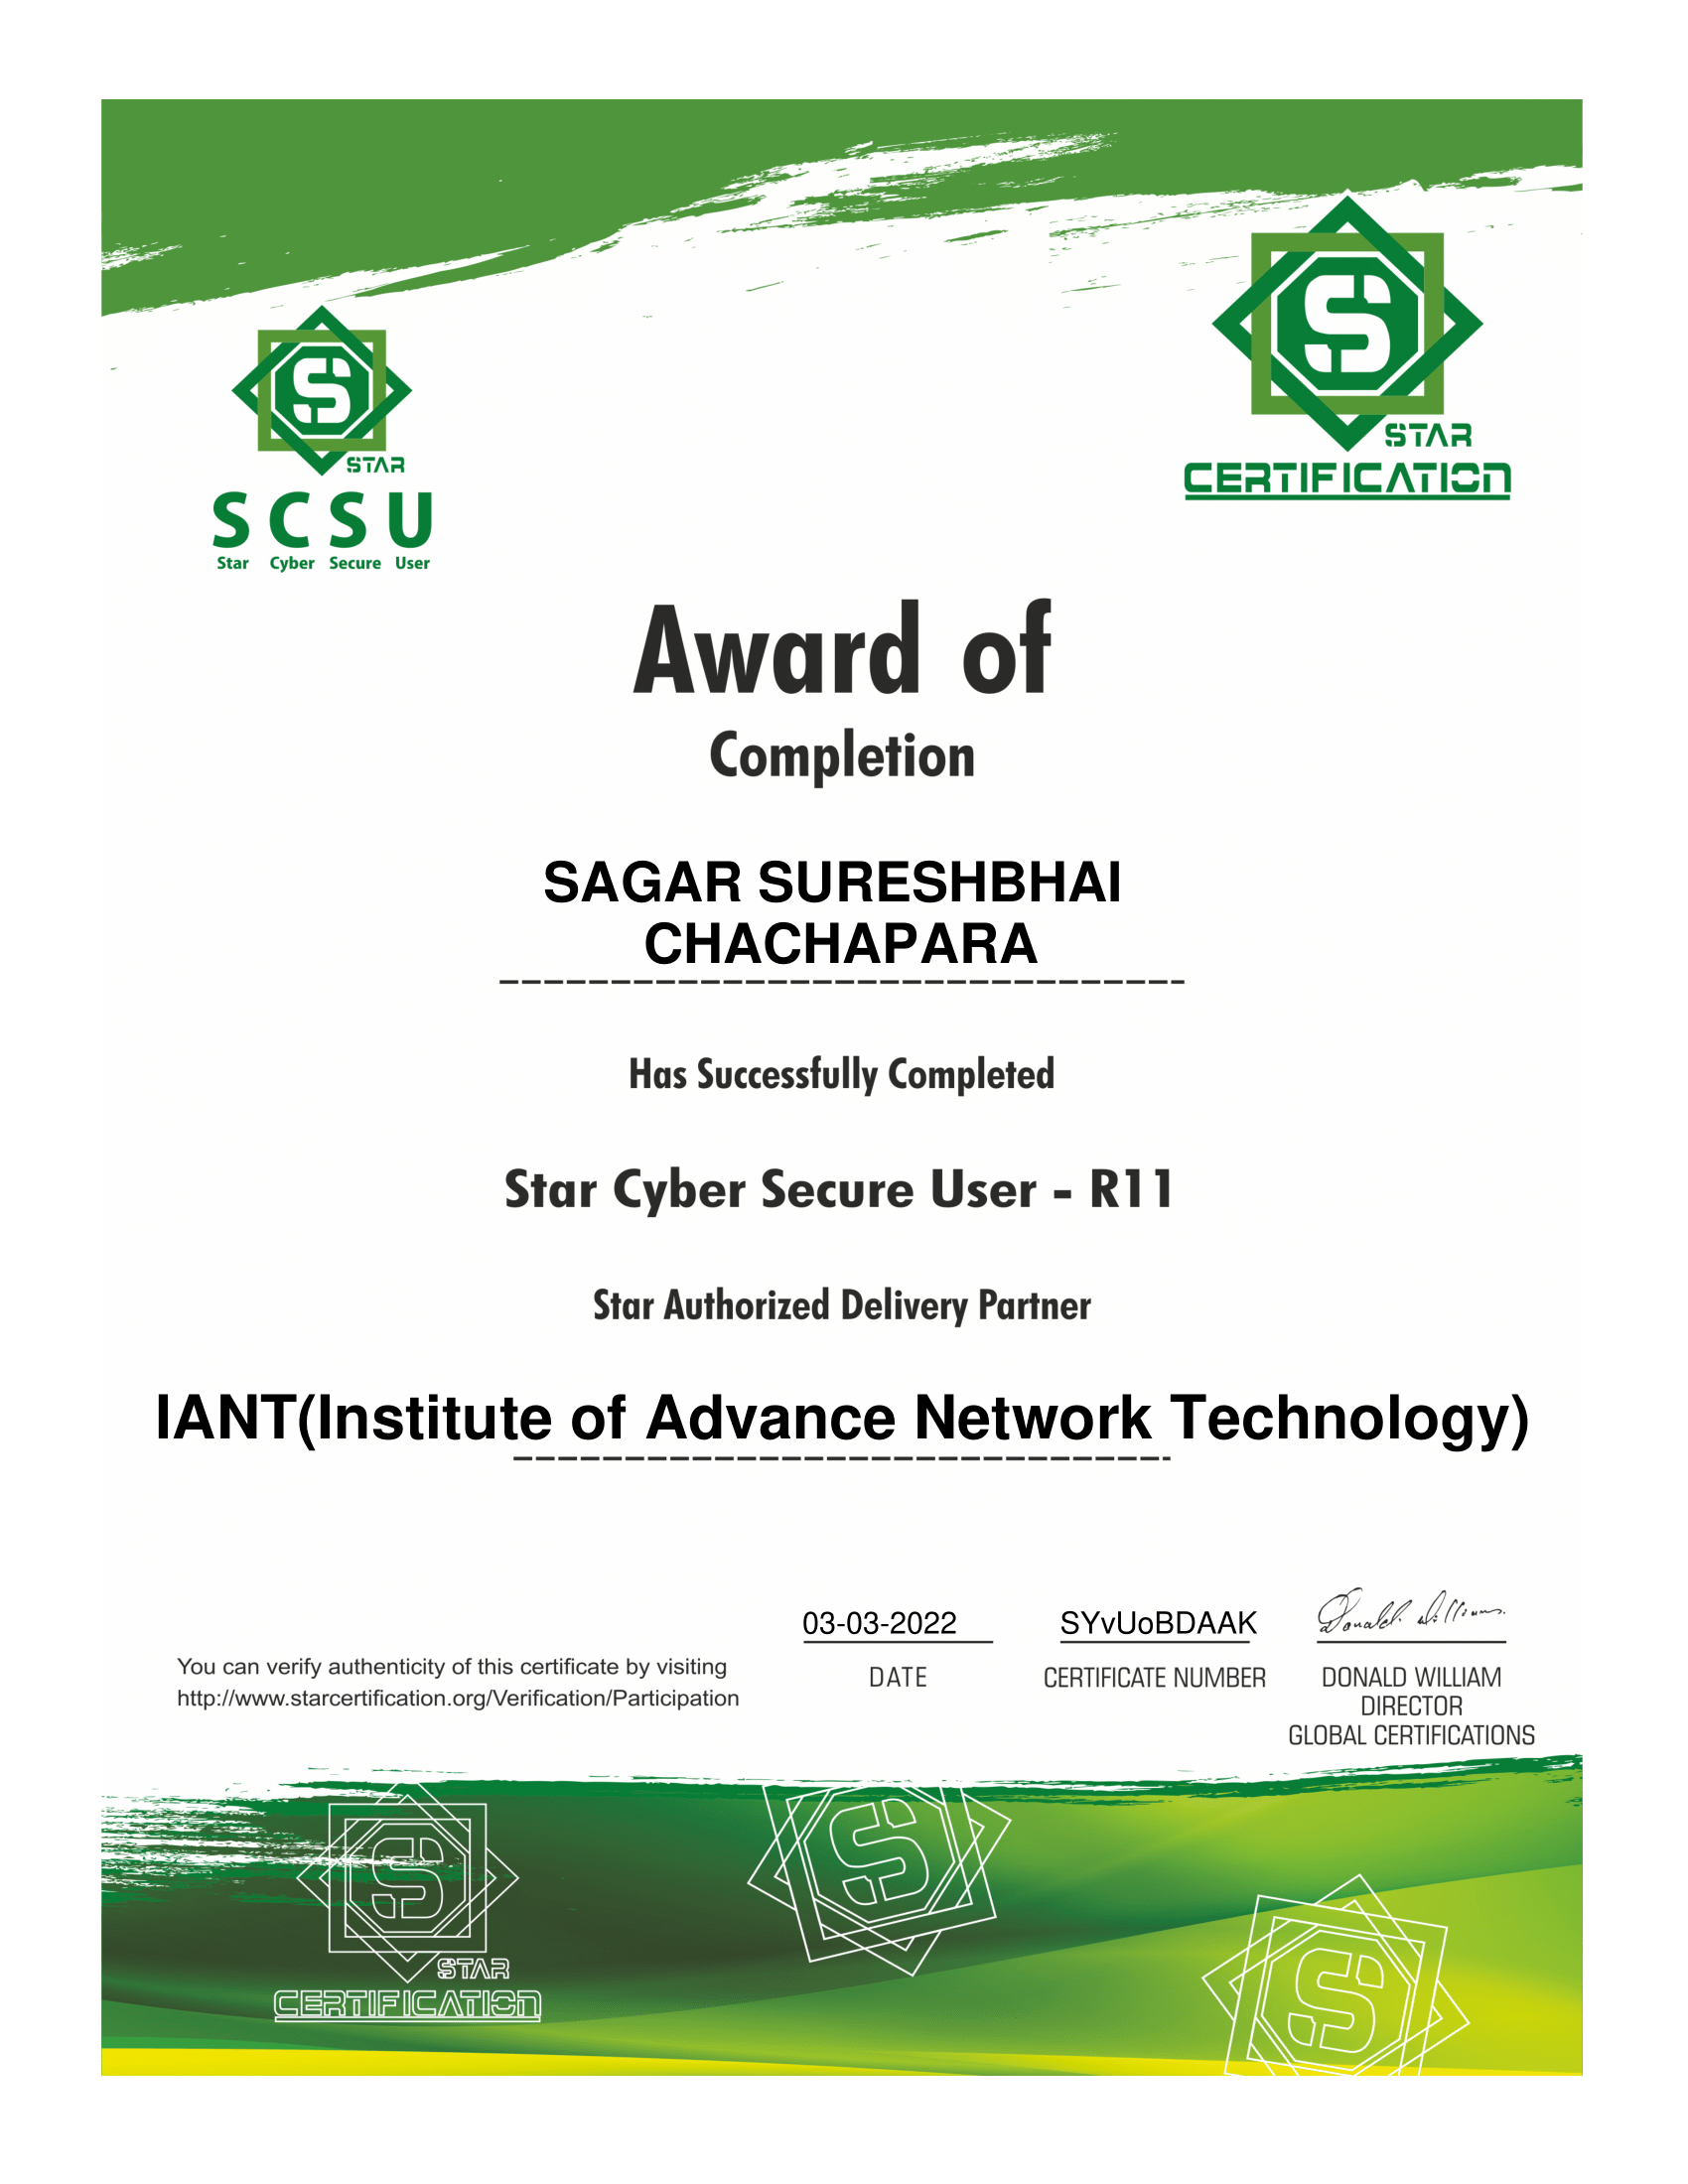 STAR
SCSU
Star Cyber Secure User
STAR
CERTIFICATION
Award of
Completion
SAGAR SURESHBHAI
CHACHAPARA
Has Successfully Completed
Star Cyber Secure User - R11
Star Authorized Delivery Partner
IANT(Institute of Advance Network Technology)
You can verify authenticity of this certificate by visiting
http://www.starcertification.org/Verification/Participation
03-03-2022
DATE
SYvUoBDAAK
CERTIFICATE NUMBER
Donald Williams
DONALD WILLIAM
DIRECTOR
GLOBAL CERTIFICATIONS
STAR
CERTIFICATION